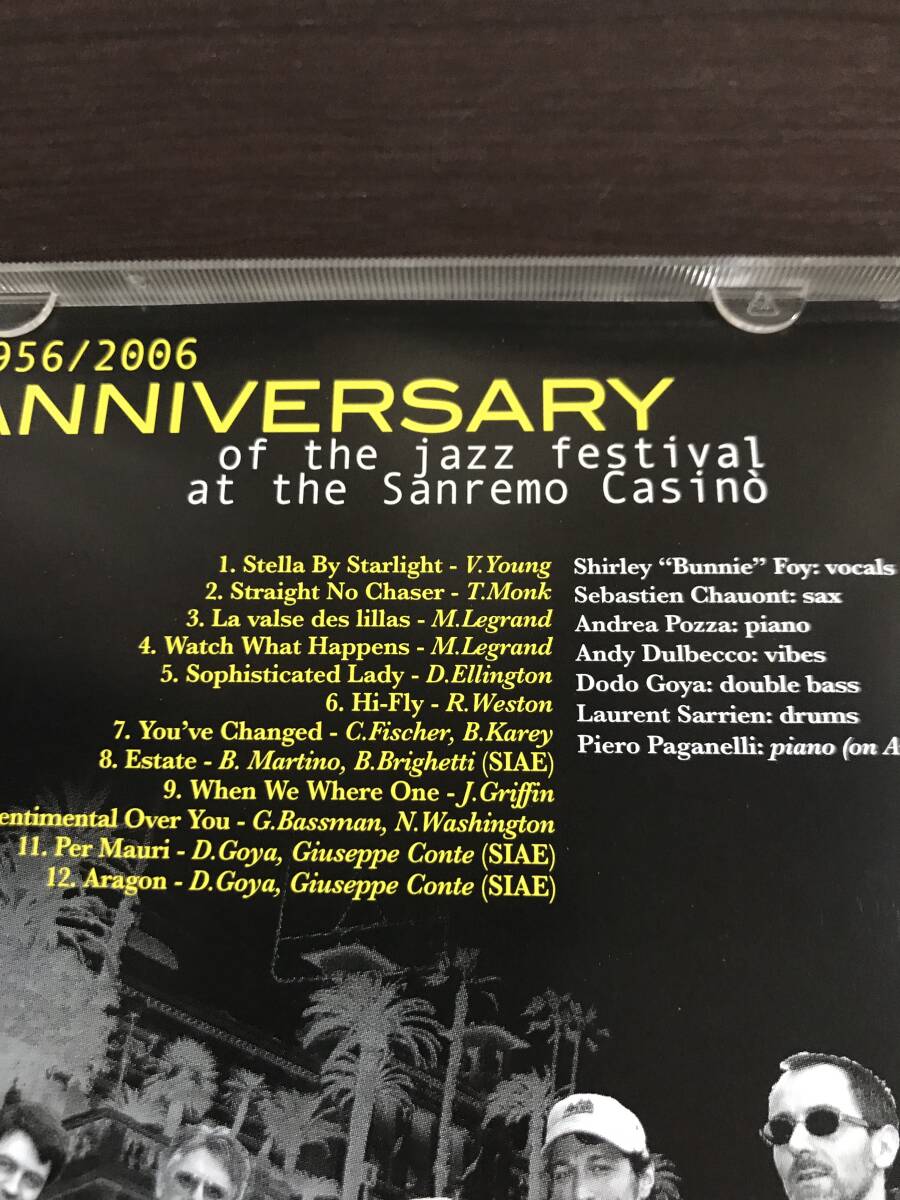 956/2006
ANNIVERSARY
of the jazz festival
at the Sanremo Casinò
1. Stella By Starlight - V.Young
2. Straight No Chaser - T.Monk
3. La valse des lillas - M.Legrand
4. Watch What Happens - M.Legrand
5. Sophisticated Lady - D.Ellington
6. Hi-Fly - R.Weston
7. You've Changed - C.Fischer, B.Karey
8. Estate - B. Martino, B.Brighetti (SIAE)
9. When We Where One - J.Griffin
entimental Over You - G.Bassman, N.Washington
11. Per Mauri - D.Goya, Giuseppe Conte (SIAE)
12. Aragon - D.Goya, Giuseppe Conte (SIAE)
Shirley “Bunnie” Foy: vocals
Sebastien Chauont: sax
Andrea Pozza: piano
Andy Dulbecco: vibes
Dodo Goya: double bass
Laurent Sarrien: drums
Piero Paganelli: piano (on A